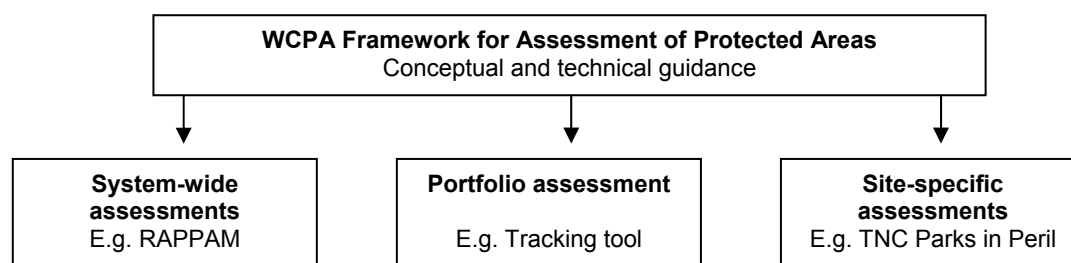 WCPA Framework for Assessment of Protected Areas
Conceptual and technical guidance
System-wide
assessments
E.g. RAPPAM
Portfolio assessment
E.g. Tracking tool
Site-specific
assessments
E.g. TNC Parks in Peril